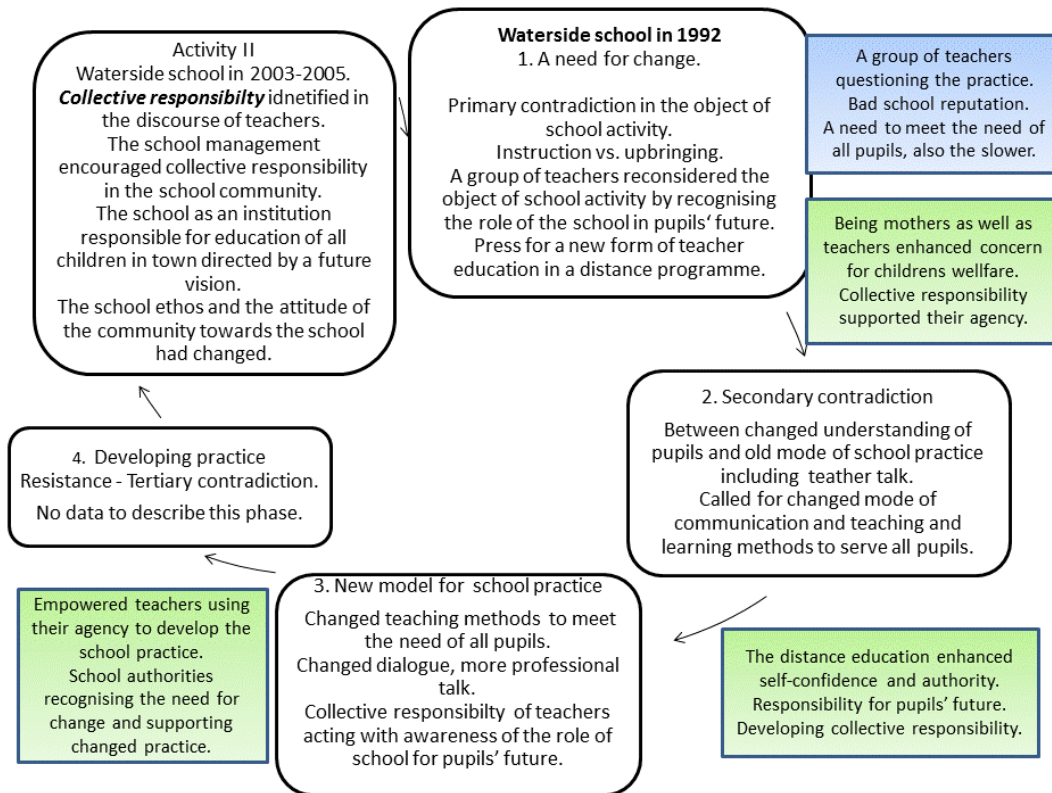 Activity II
Waterside school in 2003-2005.
Collective responsibilty idnetified in
the discourse of teachers.
The school management
encouraged collective responsibility
in the school community.
The school as an institution
responsible for education of all
children in town directed by a future
vision.
The school ethos and the attitude of
the community towards the school
had changed.
Waterside school in 1992
1. A need for change.
Primary contradiction in the object of
school activity.
Instruction vs. upbringing.
A group of teachers reconsidered the
object of school activity by recognising
the role of the school in pupils‘ future.
Press for a new form of teacher
education in a distance programme.
A group of teachers
questioning the practice.
Bad school reputation.
A need to meet the need of
all pupils, also the slower.
Being mothers as well as
teachers enhanced concern
for childrens wellfare.
Collective responsibility
supported their agency.
2. Secondary contradiction
Between changed understanding of
pupils and old mode of school practice
including teather talk.
Called for changed mode of
communication and teaching and
learning methods to serve all pupils.
The distance education enhanced
self-confidence and authority.
Responsibility for pupils’ future.
Developing collective responsibility.
3. New model for school practice
Changed teaching methods to meet
the need of all pupils.
Changed dialogue, more professional
talk.
Collective responsibilty of teachers
acting with awareness of the role of
school for pupils’ future.
Empowered teachers using
their agency to develop the
school practice.
School authorities
recognising the need for
change and supporting
changed practice.
4. Developing practice
Resistance - Tertiary contradiction.
No data to describe this phase.